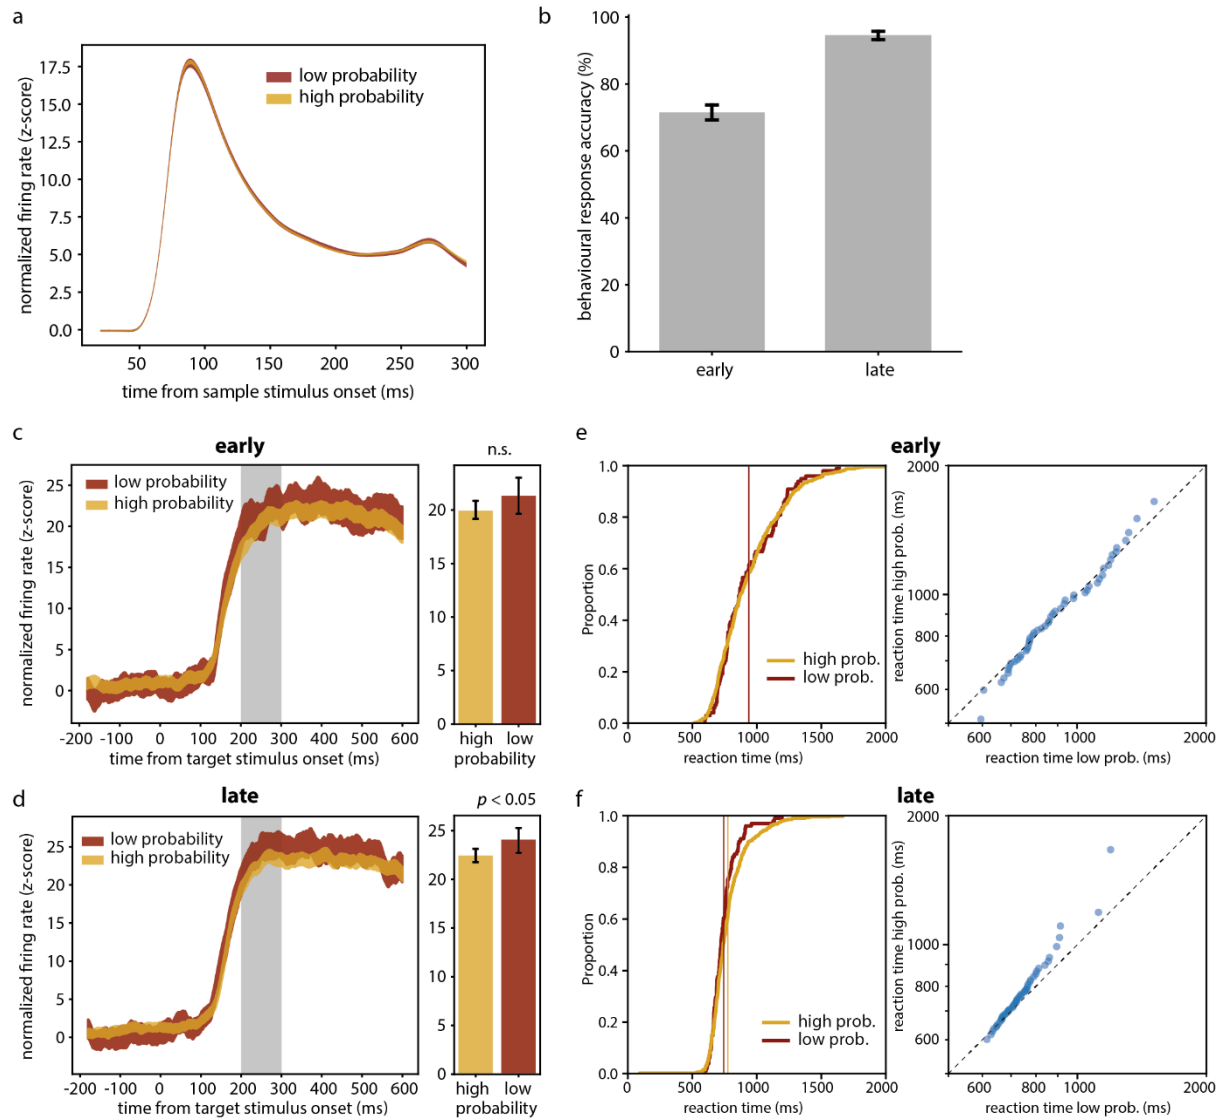 a
normalized firing rate (z-score)
17.5
15.0
12.5
10.0
7.5
5.0
2.5
0.0
low probability
high probability
50 100 150 200 250 300
time from sample stimulus onset (ms)
b
behavioural response accuracy (%)
100
80
60
40
20
0
early late
c
early
normalized firing rate (z-score)
25
20
15
10
5
0
low probability
high probability
-200 -100 0 100 200 300 400 500 600
time from target stimulus onset (ms)
n.s.
20
15
10
5
0
high low
probability
d
late
normalized firing rate (z-score)
25
20
15
10
5
0
low probability
high probability
-200 -100 0 100 200 300 400 500 600
time from target stimulus onset (ms)
p < 0.05
25
20
15
10
5
0
high low
probability
e
early
Proportion
1.0
0.8
0.6
0.4
0.2
0.0
high prob.
low prob.
0 500 1000 1500 2000
reaction time (ms)
reaction time high prob. (ms)
2000
1000
800
600
600 800 1000 2000
reaction time low prob. (ms)
f
late
Proportion
1.0
0.8
0.6
0.4
0.2
0.0
high prob.
low prob.
0 500 1000 1500 2000
reaction time (ms)
reaction time high prob. (ms)
2000
1000
800
600
600 800 1000 2000
reaction time low prob. (ms)